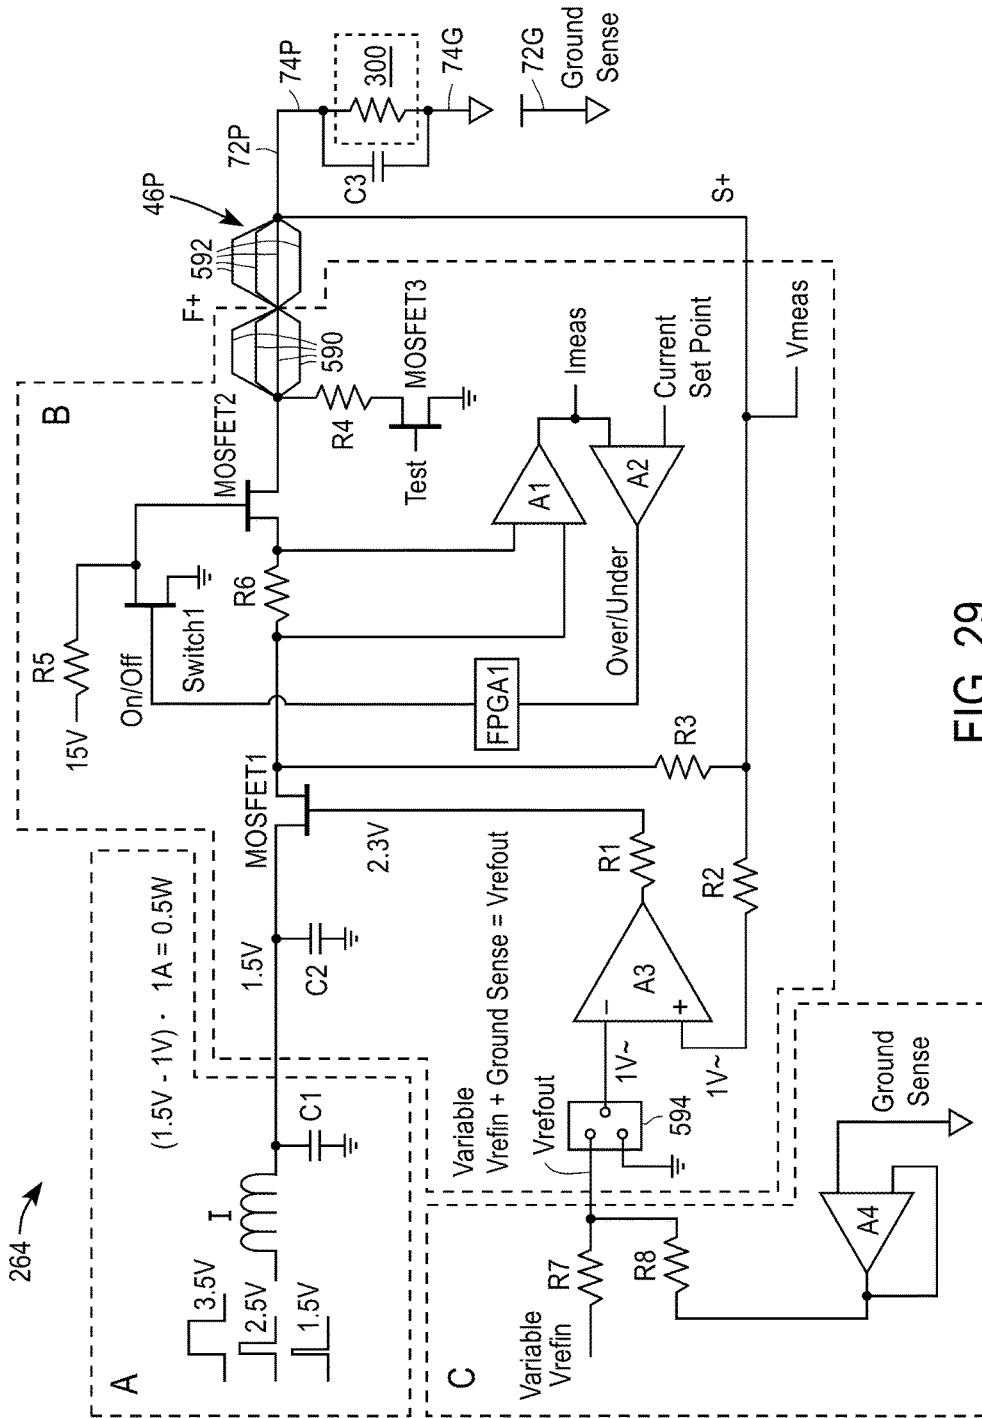 264
A
3.5V
2.5V
1.5V
I
C1
(1.5V - 1V) · 1A = 0.5W
1.5V
C2
MOSFET1
2.3V
B
15V
R5
On/Off
Switch1
MOSFET2
R6
F+
590
592
46P
72P
74P
300
C3
74G
72G
Ground
Sense
R4
MOSFET3
Test
FPGA1
Over/Under
A1
A2
Imeas
Current
Set Point
S+
Vmeas
R3
R1
R2
A3
−
+
1V~
1V~
Variable
Vrefin + Ground Sense = Vrefout
Vrefout
594
C
Variable
Vrefin
R7
R8
A4
Ground
Sense
FIG. 29